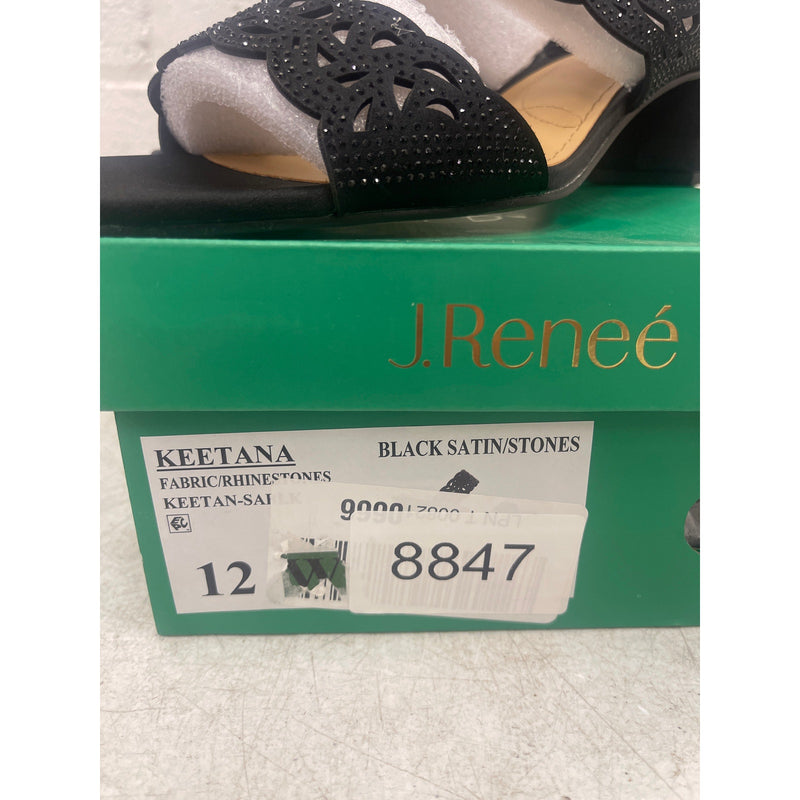 J.Reneé
KEETANA
BLACK SATIN/STONES
FABRIC/RHINESTONES
12 W
8847